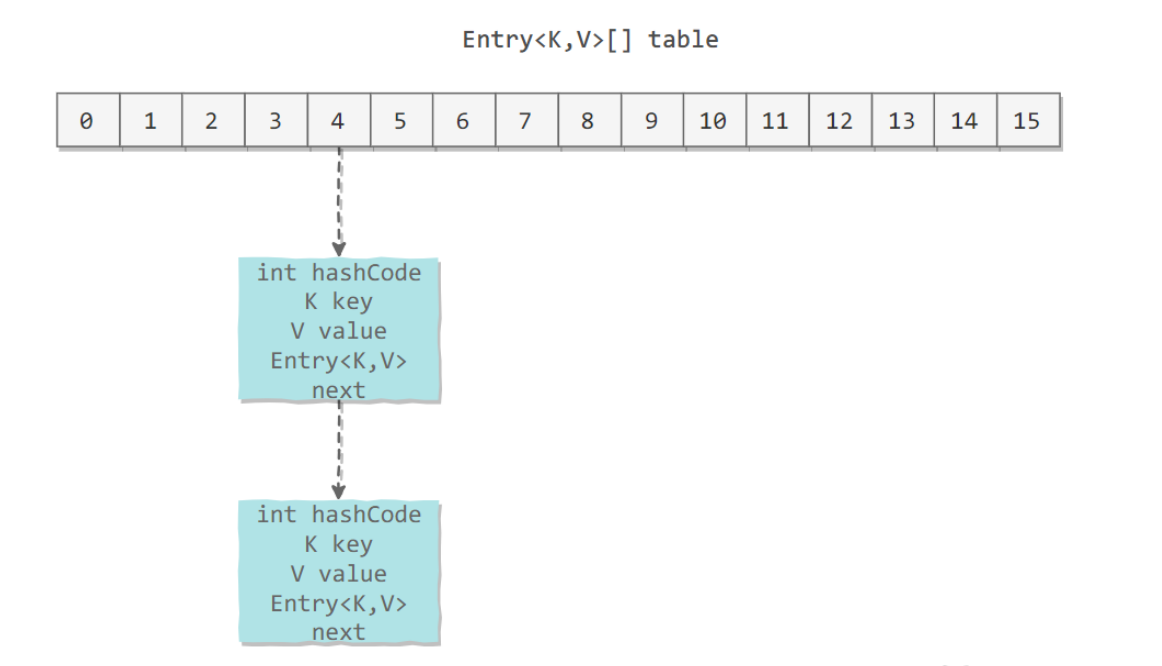 Entry<K,V>[] table
0 1 2 3 4 5 6 7 8 9 10 11 12 13 14 15
int hashCode
K key
V value
Entry<K,V>
next
int hashCode
K key
V value
Entry<K,V>
next